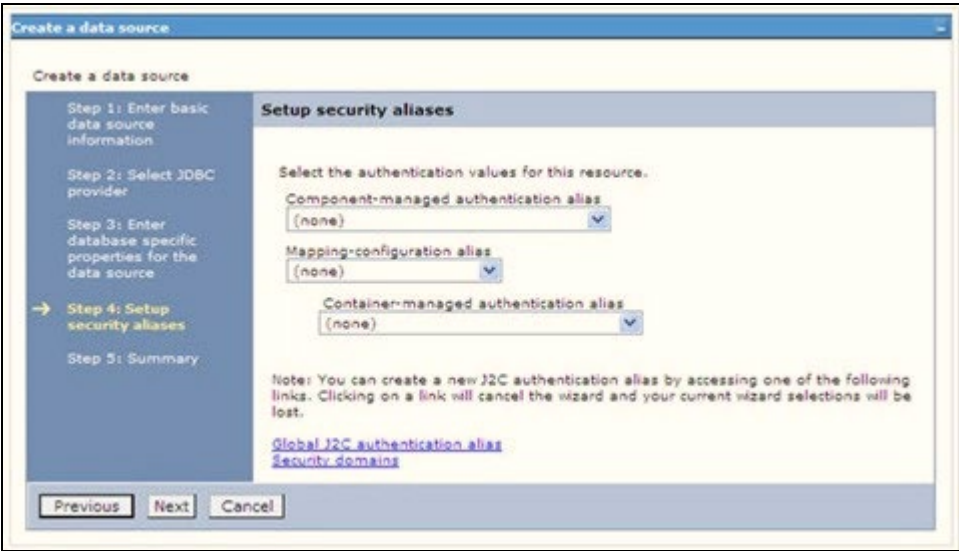 Create a data source
Create a data source
Step 1: Enter basic
data source
information
Step 2: Select JDBC
provider
Step 3: Enter
database specific
properties for the
data source
Step 4: Setup
security aliases
Step 5: Summary
Setup security aliases
Select the authentication values for this resource.
Component-managed authentication alias
(none)
Mapping-configuration alias
(none)
Container-managed authentication alias
(none)
Note: You can create a new J2C authentication alias by accessing one of the following
links. Clicking on a link will cancel the wizard and your current wizard selections will be
lost.
Global J2C authentication alias
Security domains
Previous Next Cancel